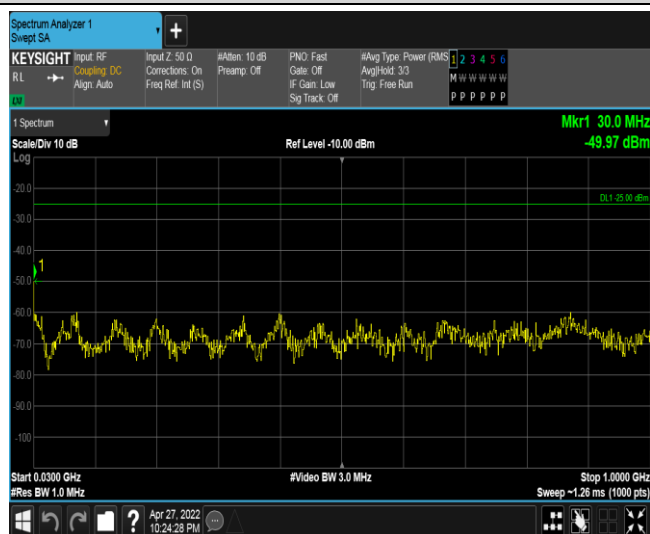 Spectrum Analyzer 1
Swept SA
+
KEYSIGHT Input: RF Input Z: 50 Ω #Atten: 10 dB PNO: Fast #Avg Type: Power (RMS 1 2 3 4 5 6
RL Coupling: DC Corrections: On Preamp: Off Gate: Off Avg|Hold: 3/3 M W W W W W
Align: Auto Freq Ref: Int (S) IF Gain: Low Trig: Free Run P P P P P P
Sig Track: Off
LXI
1 Spectrum
Mkr1 30.0 MHz
Scale/Div 10 dB Ref Level -10.00 dBm -49.97 dBm
Log
-20.0
DL1 -25.00 dBm
-30.0
-40.0
1
-50.0
-60.0
-70.0
-80.0
-90.0
-100
Start 0.0300 GHz #Video BW 3.0 MHz Stop 1.0000 GHz
#Res BW 1.0 MHz Sweep ~1.26 ms (1000 pts)
? Apr 27, 2022
10:24:28 PM